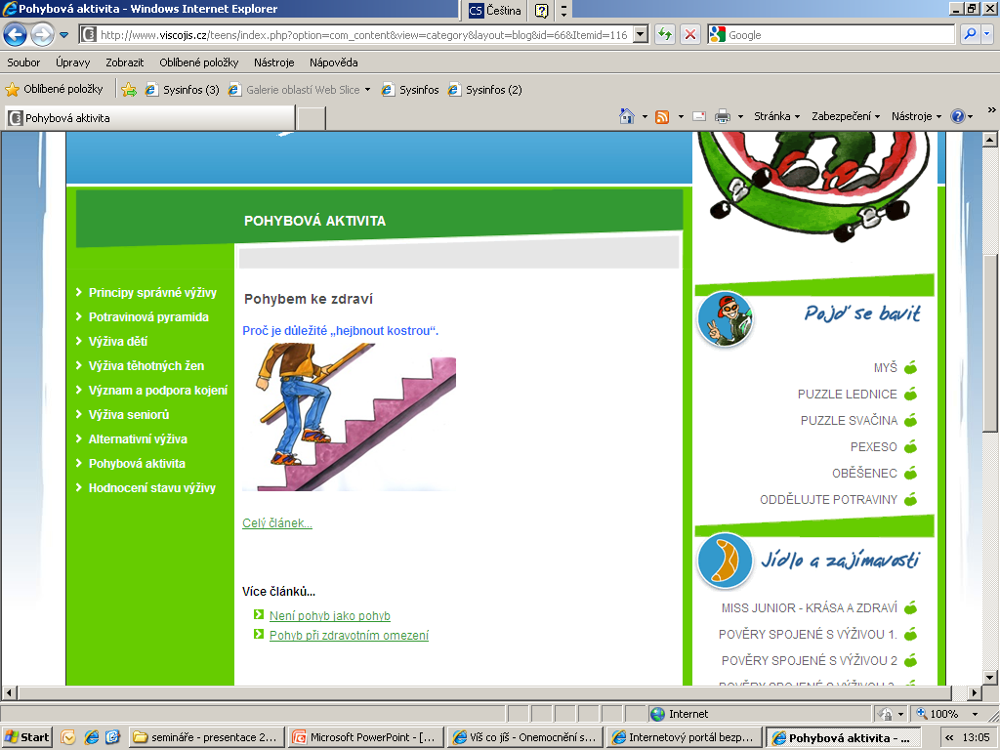 Pohybová aktivita - Windows Internet Explorer
CS Čeština
http://www.viscojis.cz/teens/index.php?option=com_content&view=category&layout=blog&id=66&Itemid=116
Google
Soubor Úpravy Zobrazit Oblíbené položky Nástroje Nápověda
Oblíbené položky Sysinfos (3) Galerie oblastí Web Slice Sysinfos Sysinfos (2)
Pohybová aktivita
Stránka Zabezpečení Nástroje
POHYBOVÁ AKTIVITA
Principy správné výživy
Potravinová pyramida
Výživa dětí
Výživa těhotných žen
Význam a podpora kojení
Výživa seniorů
Alternativní výživa
Pohybová aktivita
Hodnocení stavu výživy
Pohybem ke zdraví
Proč je důležité „hejbnout kostrou“.
Celý článek...
Více článků...
Není pohyb jako pohyb
Pohyb při zdravotním omezení
Pojď se bavit
MYŠ
PUZZLE LEDNICE
PUZZLE SVAČINA
PEXESO
OBĚŠENEC
ODDĚLUJTE POTRAVINY
Jídlo a zajímavosti
MISS JUNIOR - KRÁSA A ZDRAVÍ
POVĚRY SPOJENÉ S VÝŽIVOU 1.
POVĚRY SPOJENÉ S VÝŽIVOU 2
Internet
100%
Start
semináře - presentace 2...
Microsoft PowerPoint - [...
Víš co jíš - Onemocnění s...
Internetový portál bezp...
Pohybová aktivita - ...
13:05